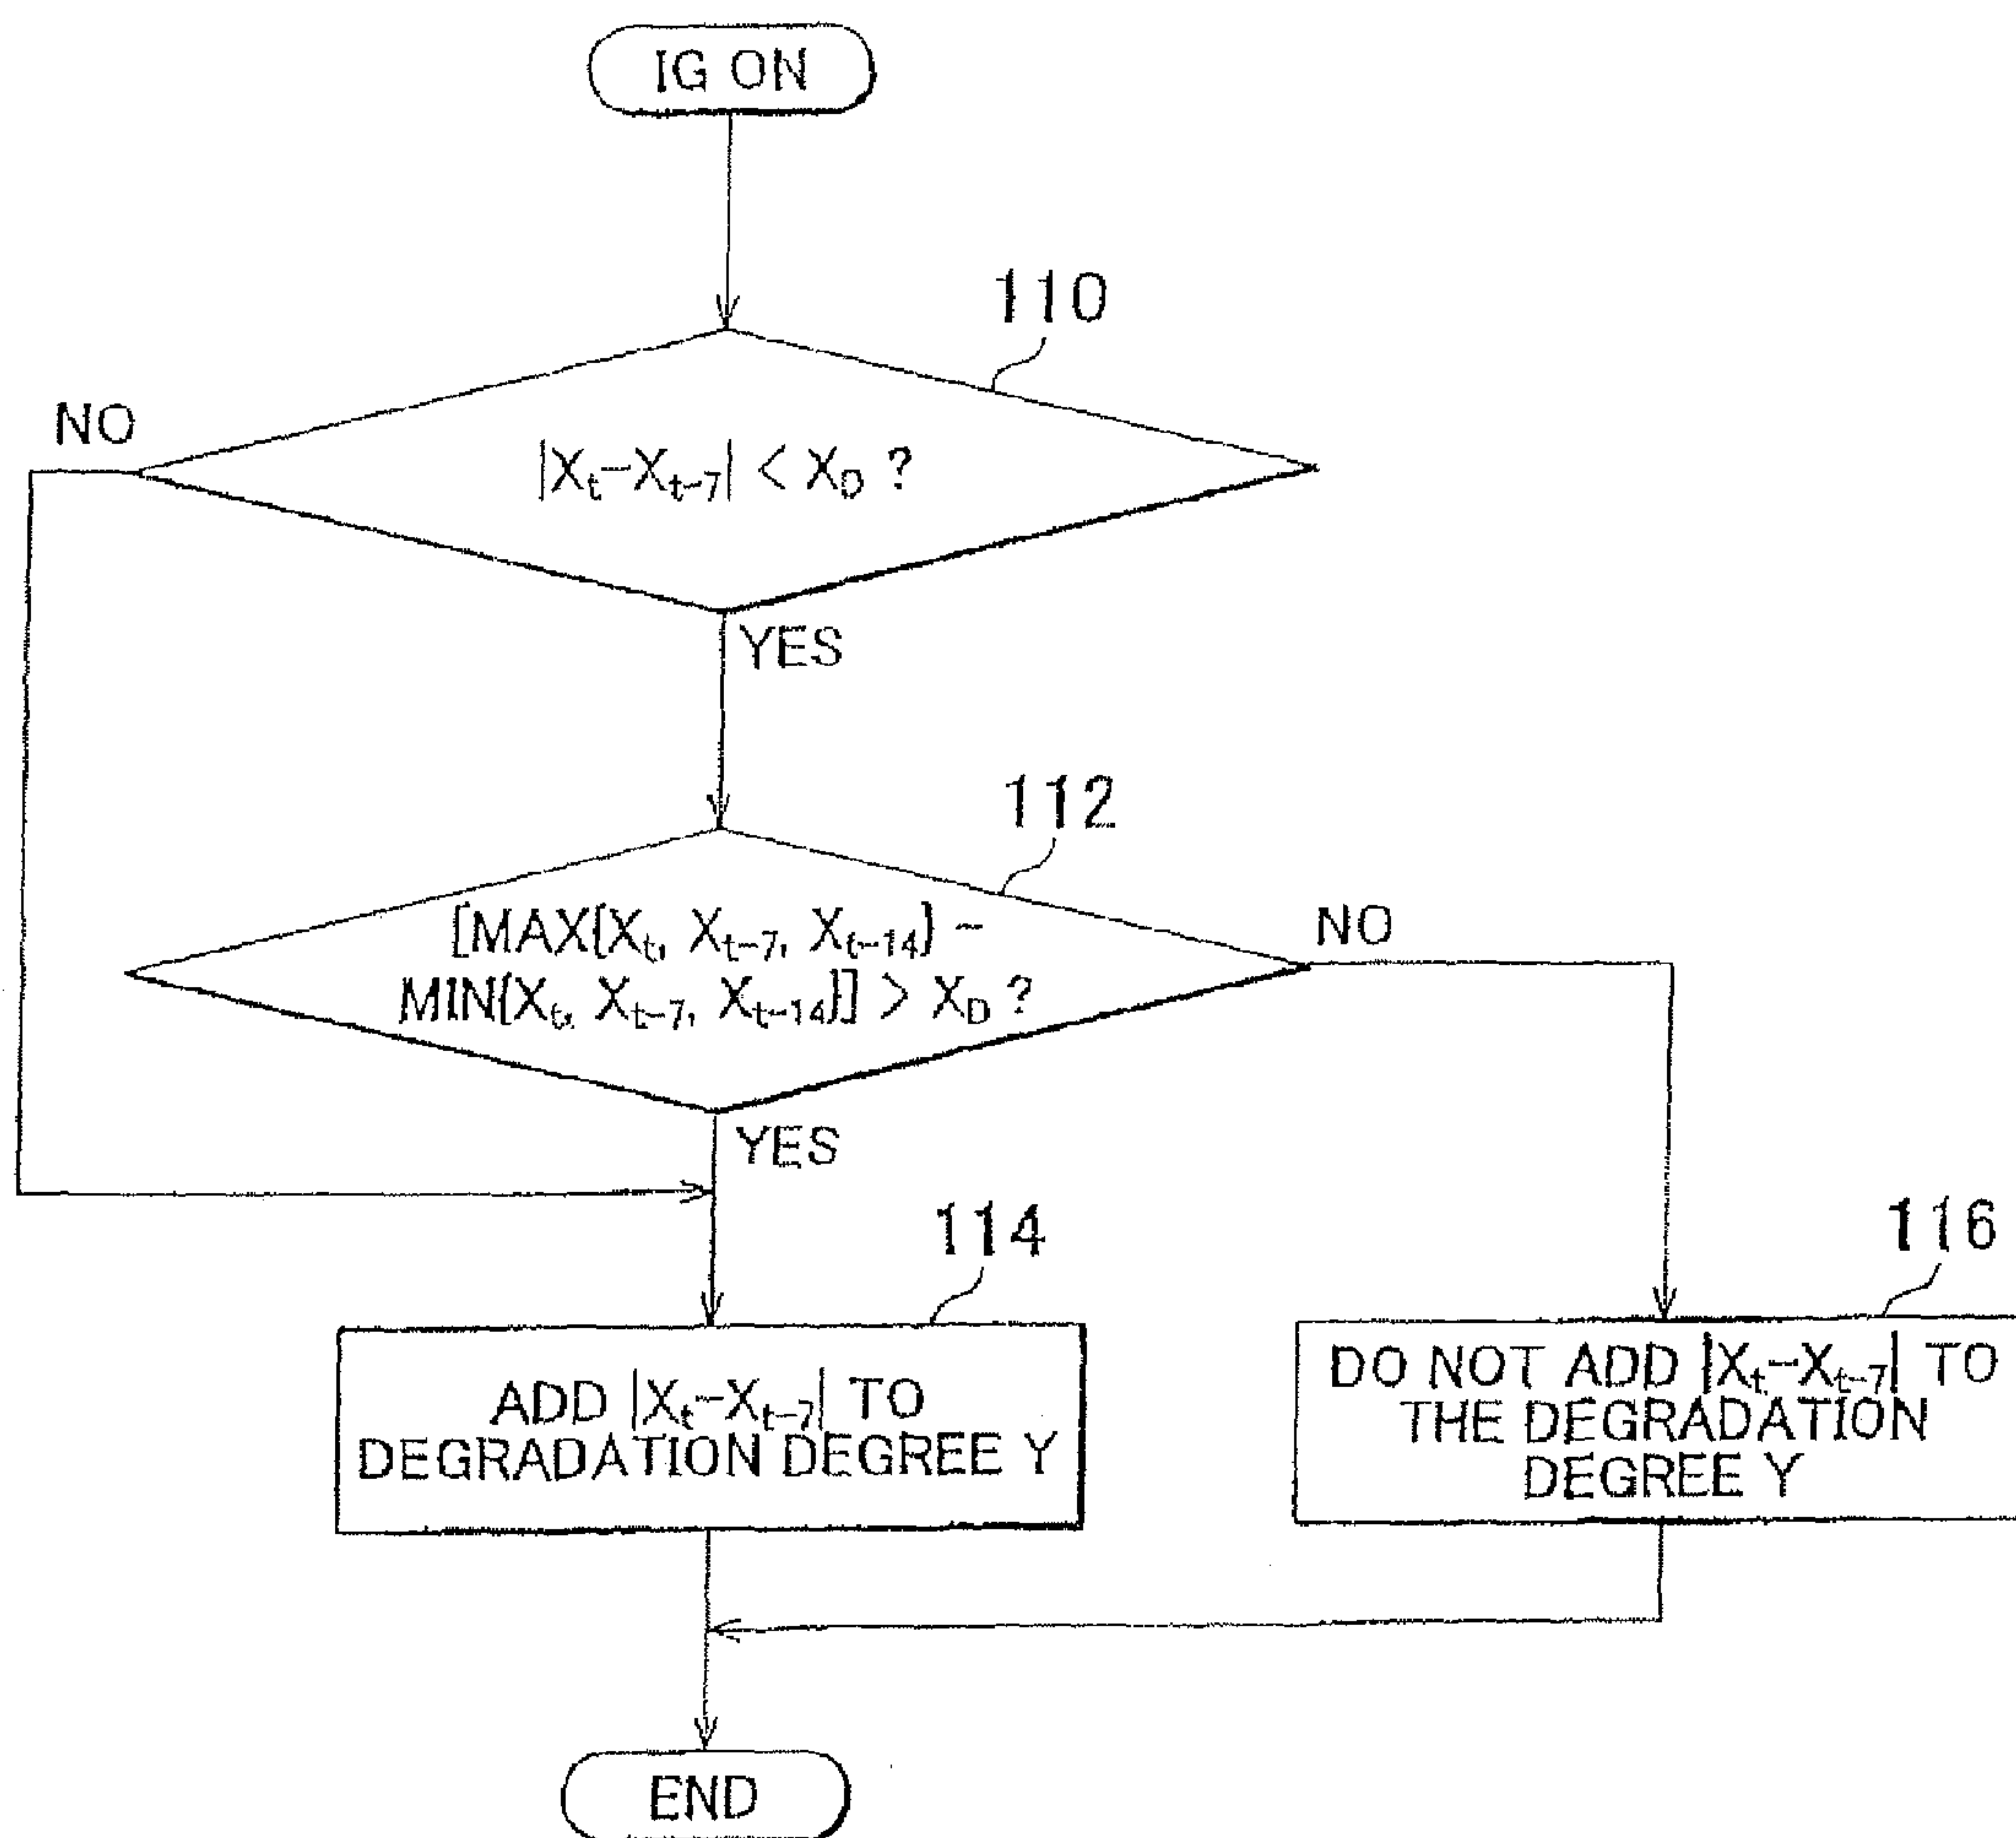 IG ON
110
NO
|Xt-Xt-7| < XD ?
YES
112
[MAX(Xt, Xt-7, Xt-14) -
MIN(Xt, Xt-7, Xt-14)] > XD ?
NO
YES
114
116
ADD |Xt-Xt-7| TO
DEGRADATION DEGREE Y
DO NOT ADD |Xt-Xt-7| TO
THE DEGRADATION
DEGREE Y
END